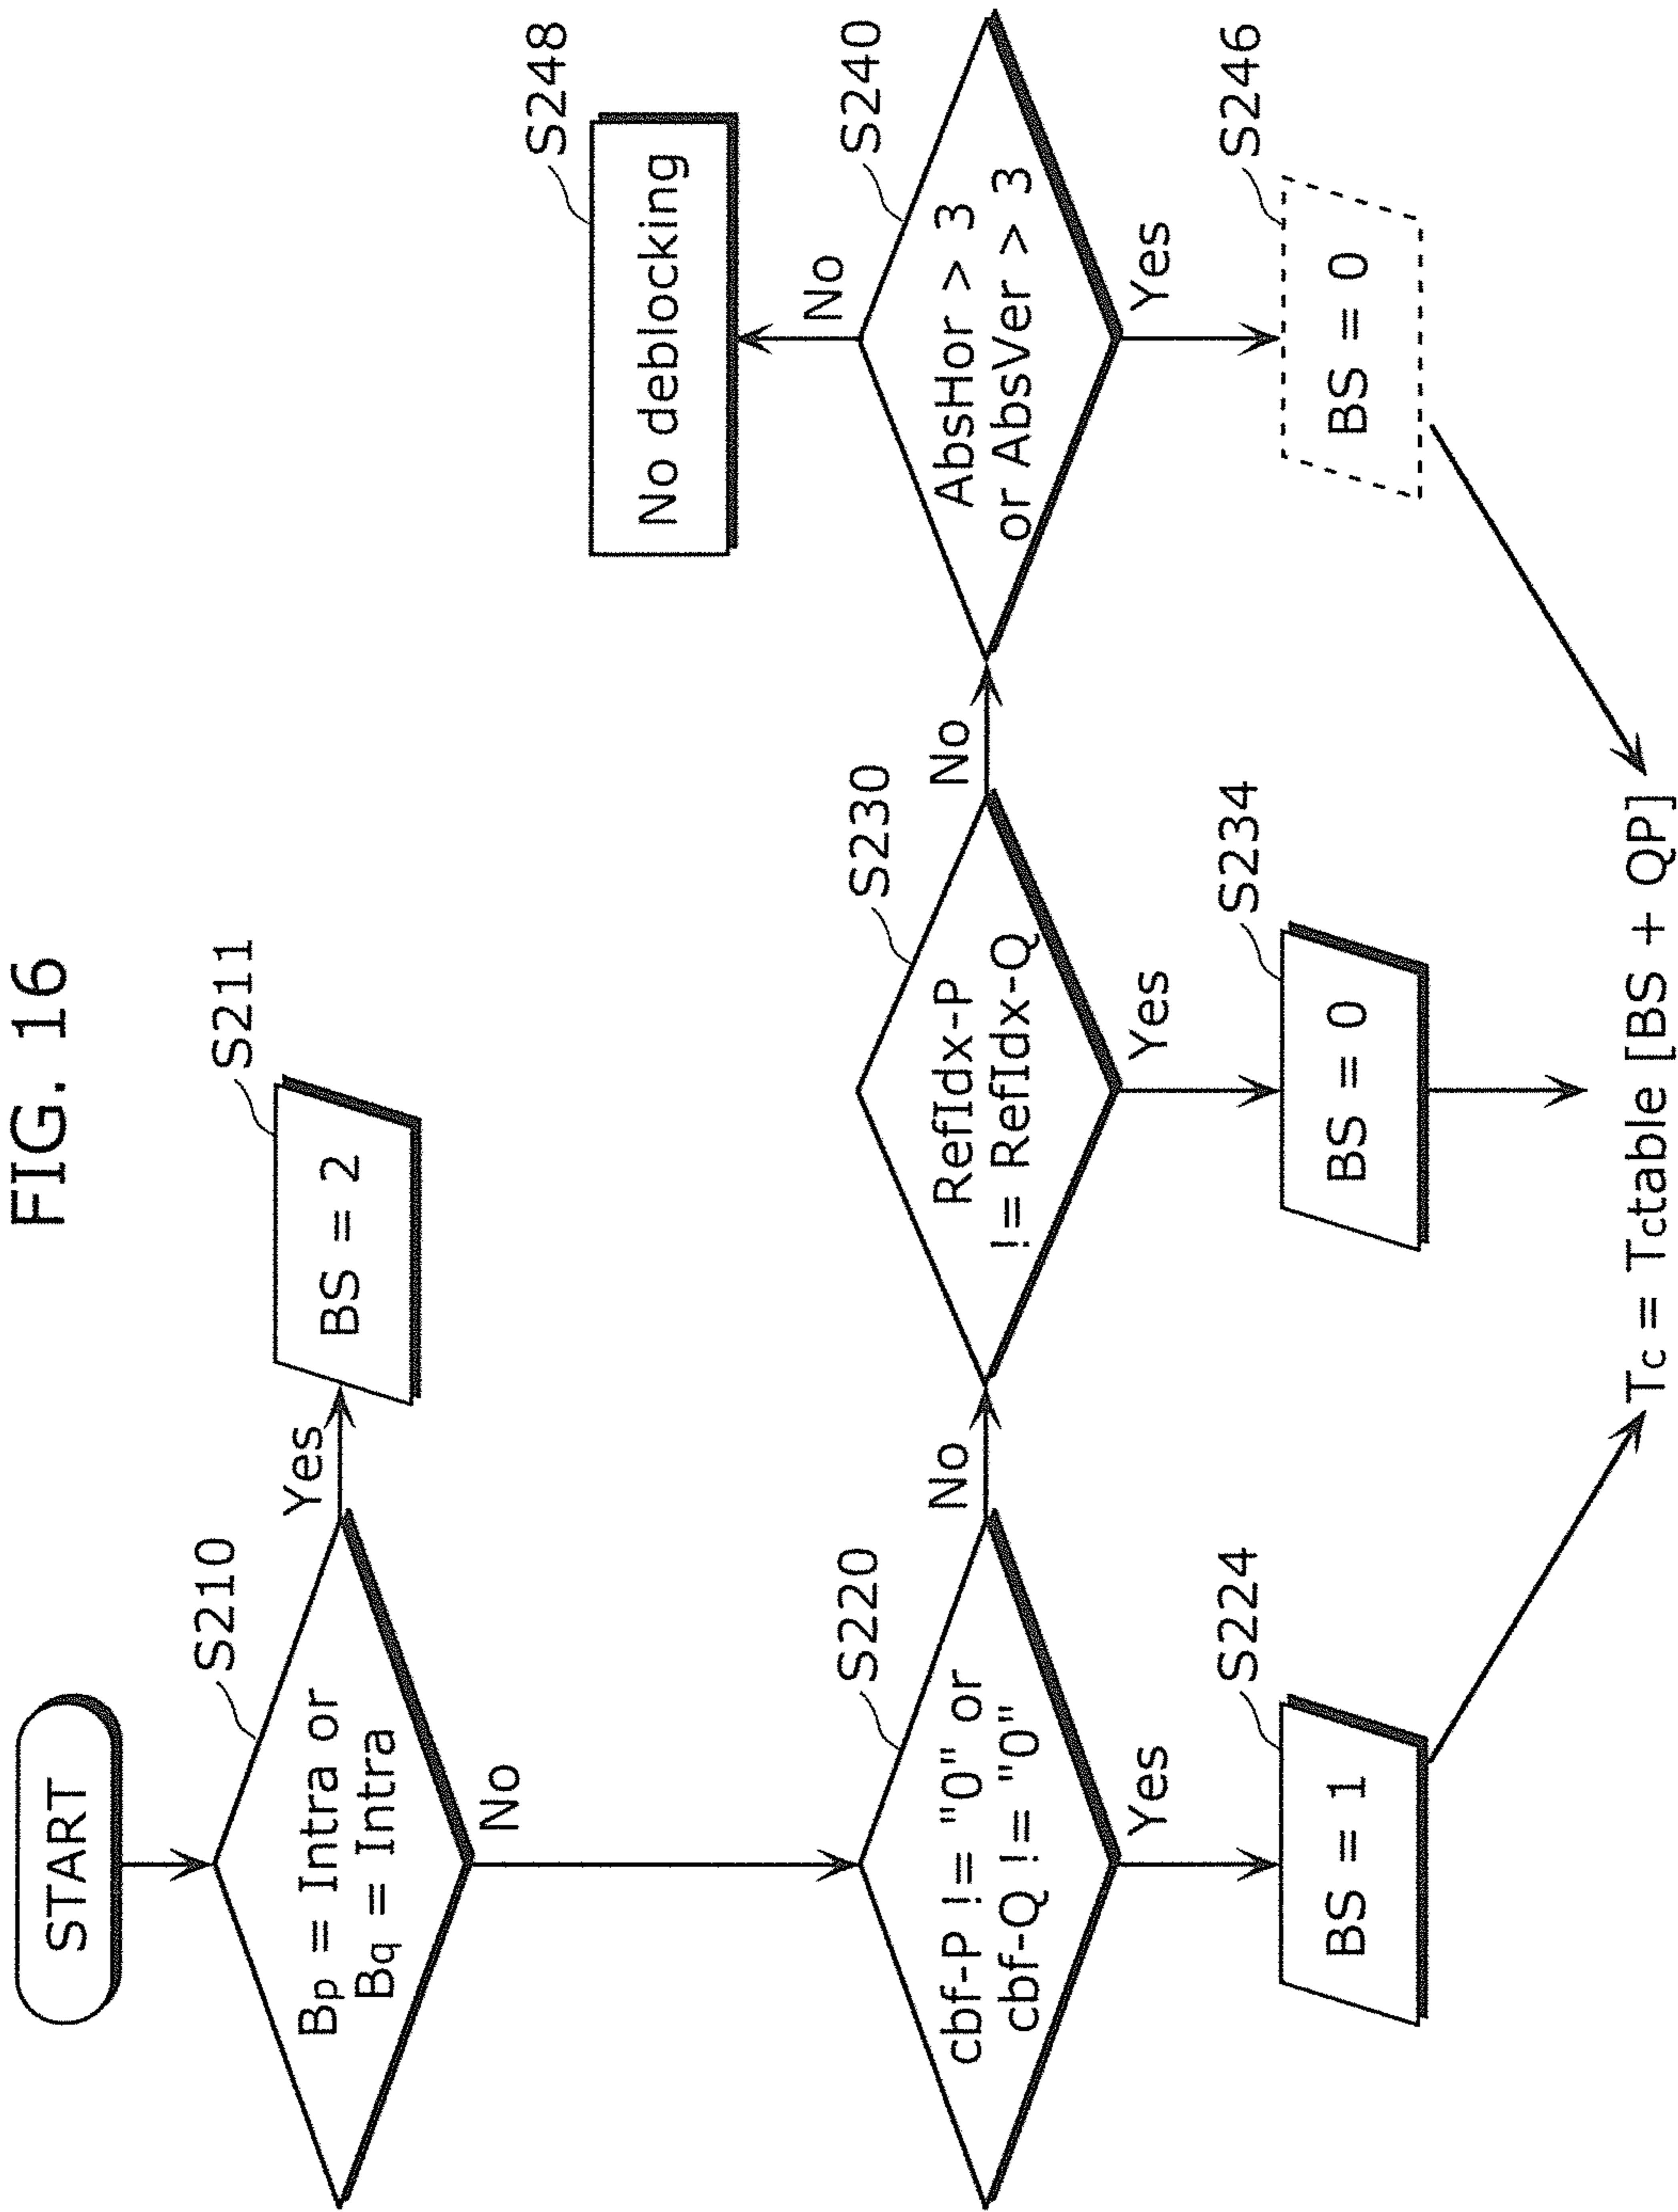 FIG. 16
START
S210
Bp = Intra or
Bq = Intra
Yes
S211
BS = 2
No
S220
cbf-P != "0" or
cbf-Q != "0"
No
Yes
S224
BS = 1
S230
RefIdx-P
!= RefIdx-Q
No
Yes
S234
BS = 0
S240
AbsHor > 3
or AbsVer > 3
No
S248
No deblocking
Yes
S246
BS = 0
Tc = Tctable [BS + QP]